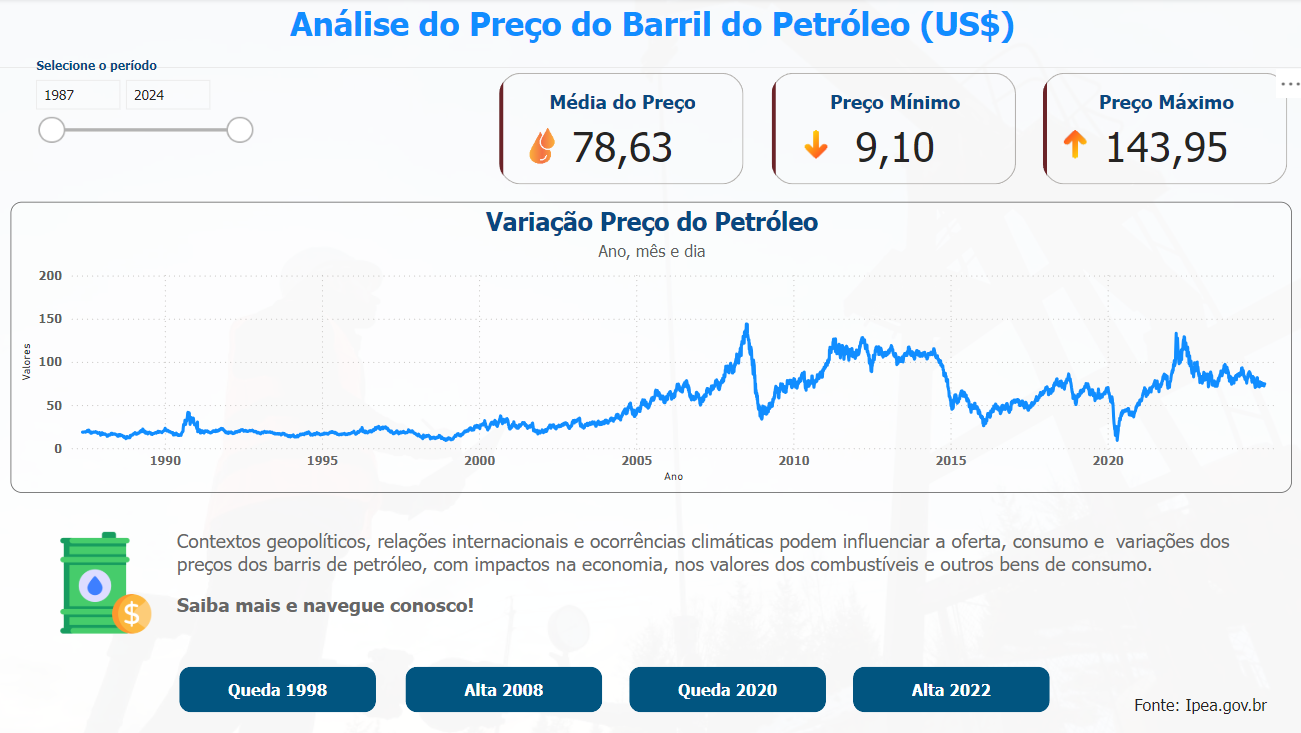 Análise do Preço do Barril do Petróleo (US$)
Selecione o período
1987 2024
Média do Preço
78,63
Preço Mínimo
9,10
Preço Máximo
143,95
Variação Preço do Petróleo
Ano, mês e dia
Valores
200
150
100
50
0
1990 1995 2000 2005 2010 2015 2020
Ano
Contextos geopolíticos, relações internacionais e ocorrências climáticas podem influenciar a oferta, consumo e variações dos
preços dos barris de petróleo, com impactos na economia, nos valores dos combustíveis e outros bens de consumo.
Saiba mais e navegue conosco!
$
Queda 1998
Alta 2008
Queda 2020
Alta 2022
Fonte: Ipea.gov.br